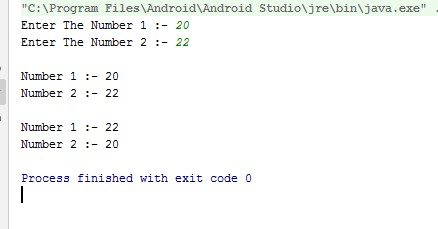 "C:\Program Files\Android\Android Studio\jre\bin\java.exe" .
Enter The Number 1 :- 20
Enter The Number 2 :- 22
Number 1 :- 20
Number 2 :- 22
Number 1 :- 22
Number 2 :- 20
Process finished with exit code 0